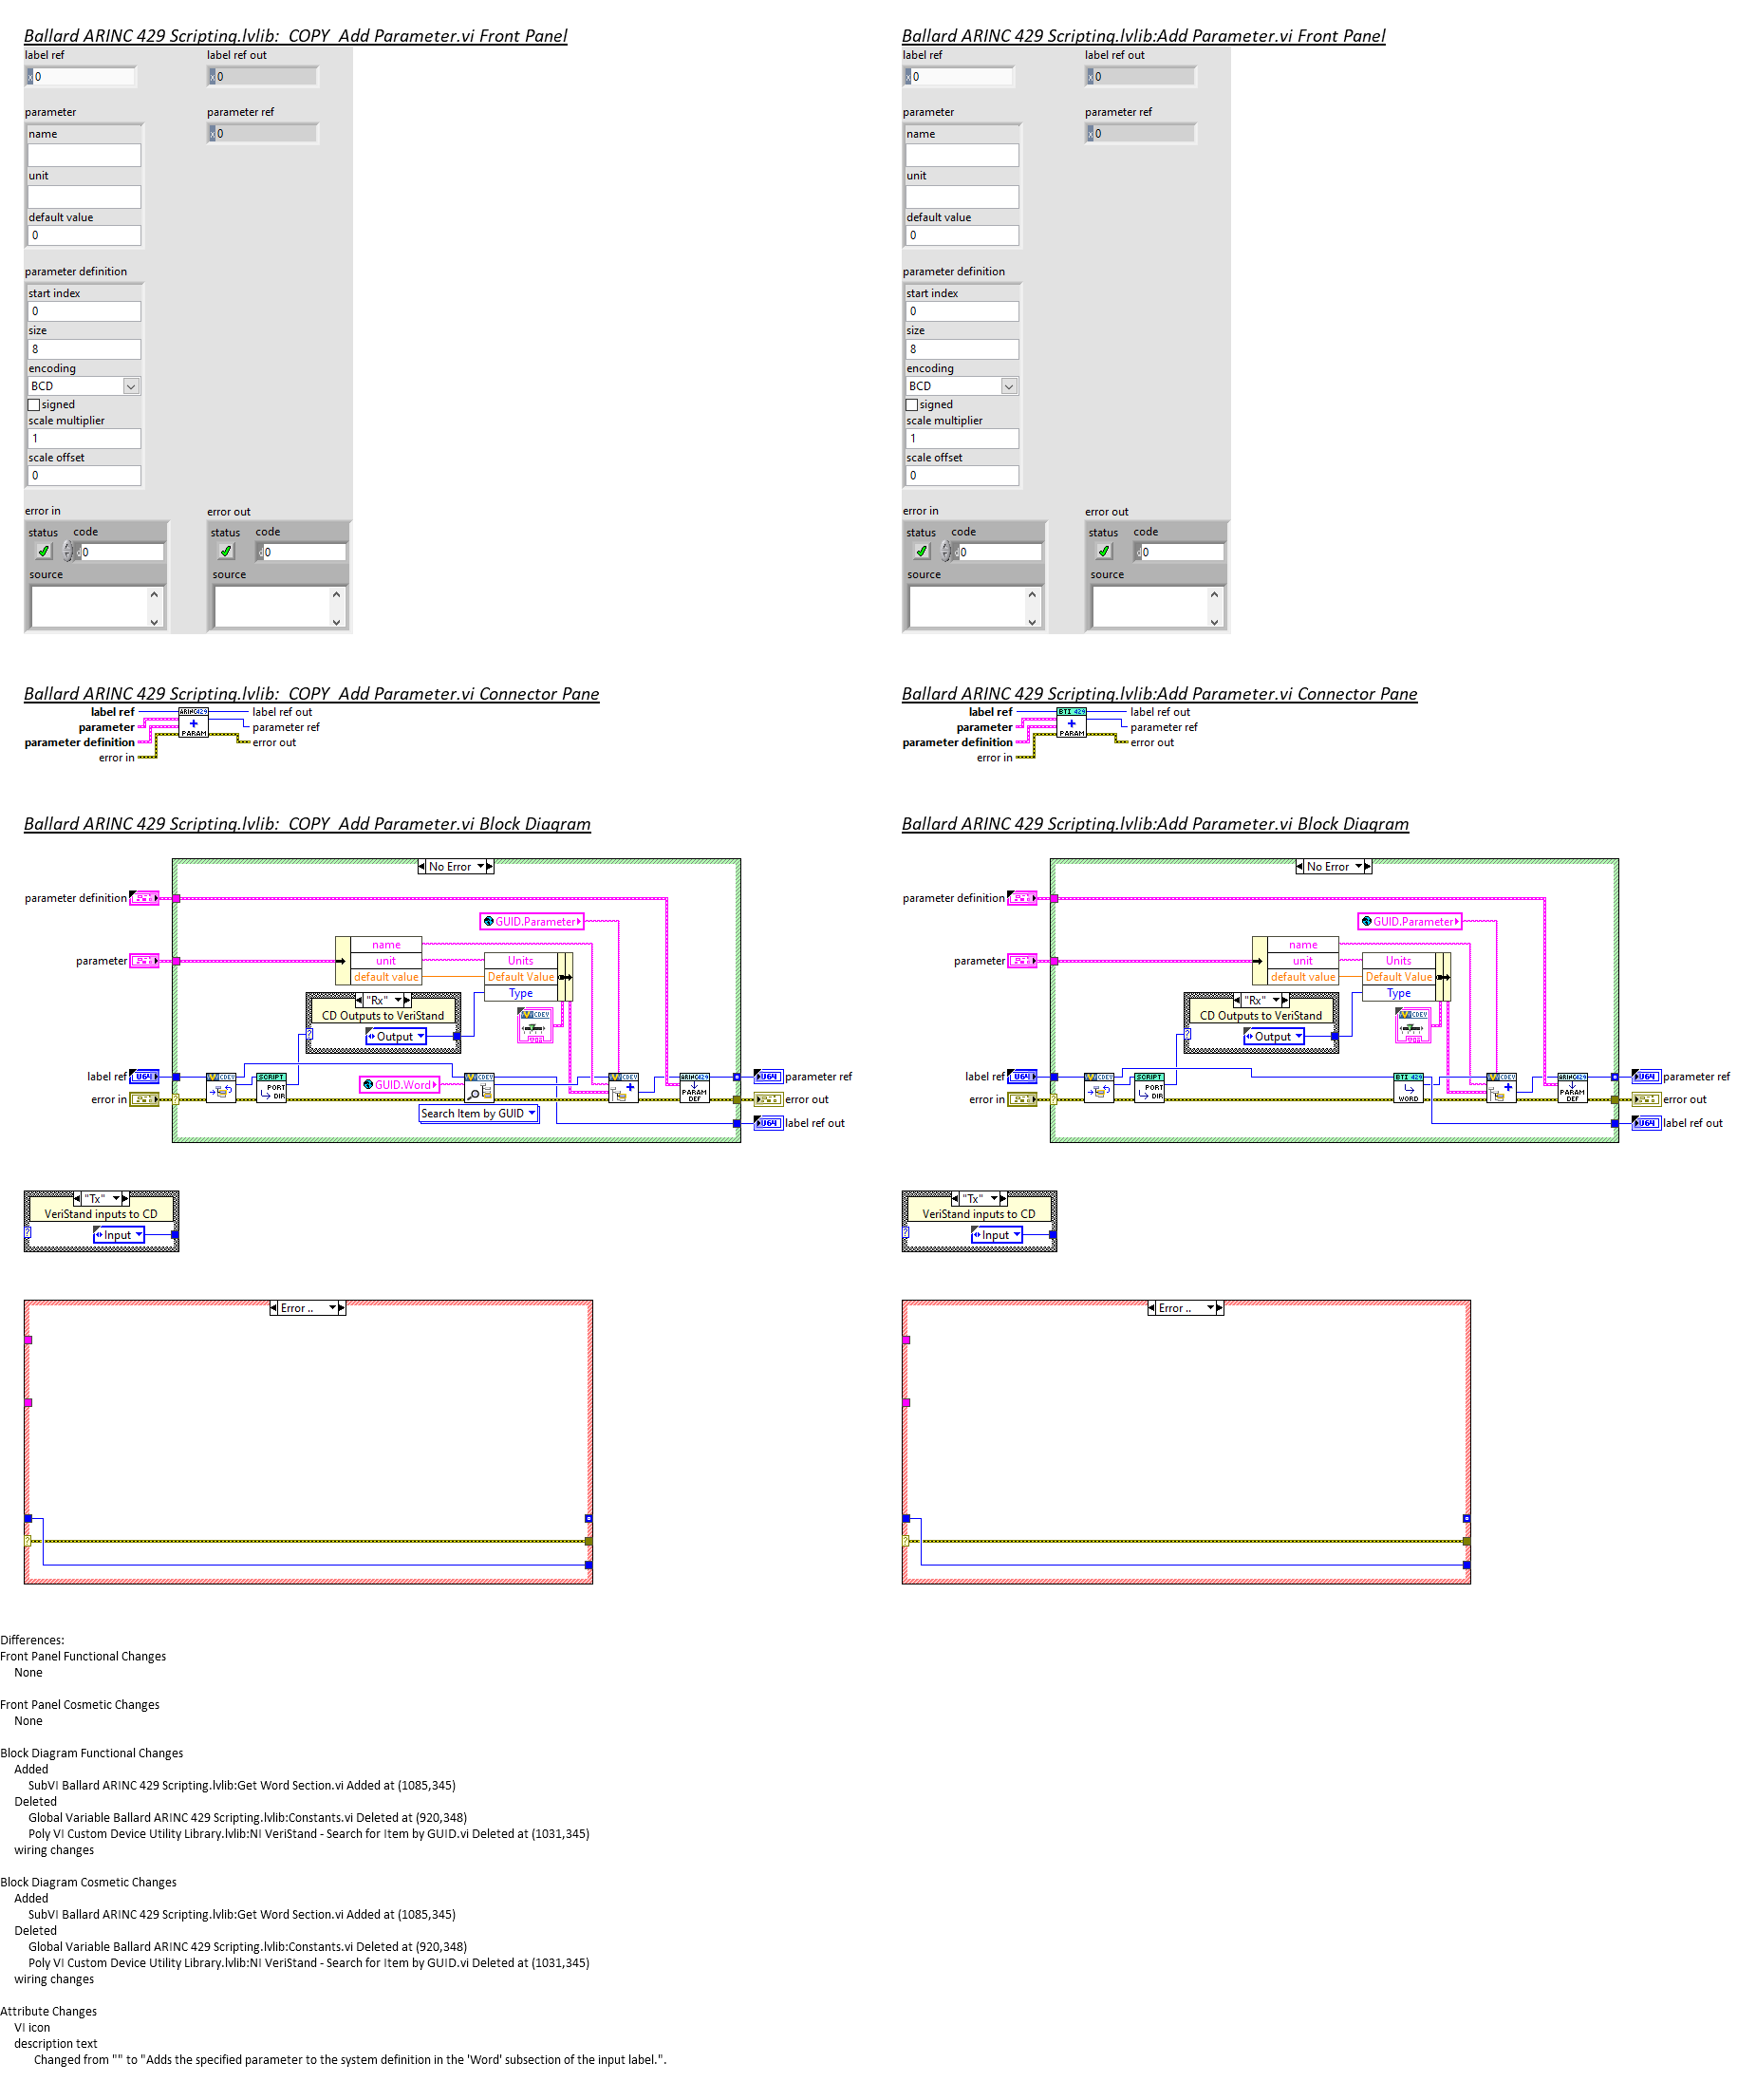 Ballard ARINC 429 Scripting.lvlib:  COPY  Add Parameter.vi Front Panel
label ref
label ref out
x 0
x 0
parameter
parameter ref
name
x 0
unit
default value
0
parameter definition
start index
0
size
8
encoding
BCD
signed
scale multiplier
1
scale offset
0
error in
error out
status code
status code
d 0
d 0
source
source
Ballard ARINC 429 Scripting.lvlib:Add Parameter.vi Front Panel
label ref
label ref out
x 0
x 0
parameter
parameter ref
name
x 0
unit
default value
0
parameter definition
start index
0
size
8
encoding
BCD
signed
scale multiplier
1
scale offset
0
error in
error out
status code
status code
d 0
d 0
source
source
Ballard ARINC 429 Scripting.lvlib:  COPY  Add Parameter.vi Connector Pane
label ref
ARINC429
label ref out
parameter
+
parameter ref
parameter definition
PARAM
error out
error in
Ballard ARINC 429 Scripting.lvlib:Add Parameter.vi Connector Pane
label ref
BTI 429
label ref out
parameter
+
parameter ref
parameter definition
PARAM
error out
error in
Ballard ARINC 429 Scripting.lvlib:  COPY  Add Parameter.vi Block Diagram
No Error
parameter definition
GUID.Parameter
name
parameter
unit
Units
default value
Default Value
"Rx"
Type
CD Outputs to VeriStand
CDEV
Output
label ref
U64
CDEV
SCRIPT
PORT
DIR
GUID.Word
CDEV
CDEV
ARINC429
PARAM
DEF
U64
parameter ref
error in
error out
Search Item by GUID
U64
label ref out
"Tx"
VeriStand inputs to CD
Input
Error ..
Ballard ARINC 429 Scripting.lvlib:Add Parameter.vi Block Diagram
No Error
parameter definition
GUID.Parameter
name
parameter
unit
Units
default value
Default Value
"Rx"
Type
CD Outputs to VeriStand
CDEV
Output
label ref
U64
CDEV
SCRIPT
PORT
DIR
BTI 429
WORD
CDEV
ARINC429
PARAM
DEF
U64
parameter ref
error in
error out
U64
label ref out
"Tx"
VeriStand inputs to CD
Input
Error ..
Differences:
Front Panel Functional Changes
None
Front Panel Cosmetic Changes
None
Block Diagram Functional Changes
Added
SubVI Ballard ARINC 429 Scripting.lvlib:Get Word Section.vi Added at (1085,345)
Deleted
Global Variable Ballard ARINC 429 Scripting.lvlib:Constants.vi Deleted at (920,348)
Poly VI Custom Device Utility Library.lvlib:NI VeriStand - Search for Item by GUID.vi Deleted at (1031,345)
wiring changes
Block Diagram Cosmetic Changes
Added
SubVI Ballard ARINC 429 Scripting.lvlib:Get Word Section.vi Added at (1085,345)
Deleted
Global Variable Ballard ARINC 429 Scripting.lvlib:Constants.vi Deleted at (920,348)
Poly VI Custom Device Utility Library.lvlib:NI VeriStand - Search for Item by GUID.vi Deleted at (1031,345)
wiring changes
Attribute Changes
VI icon
description text
Changed from "" to "Adds the specified parameter to the system definition in the 'Word' subsection of the input label.".